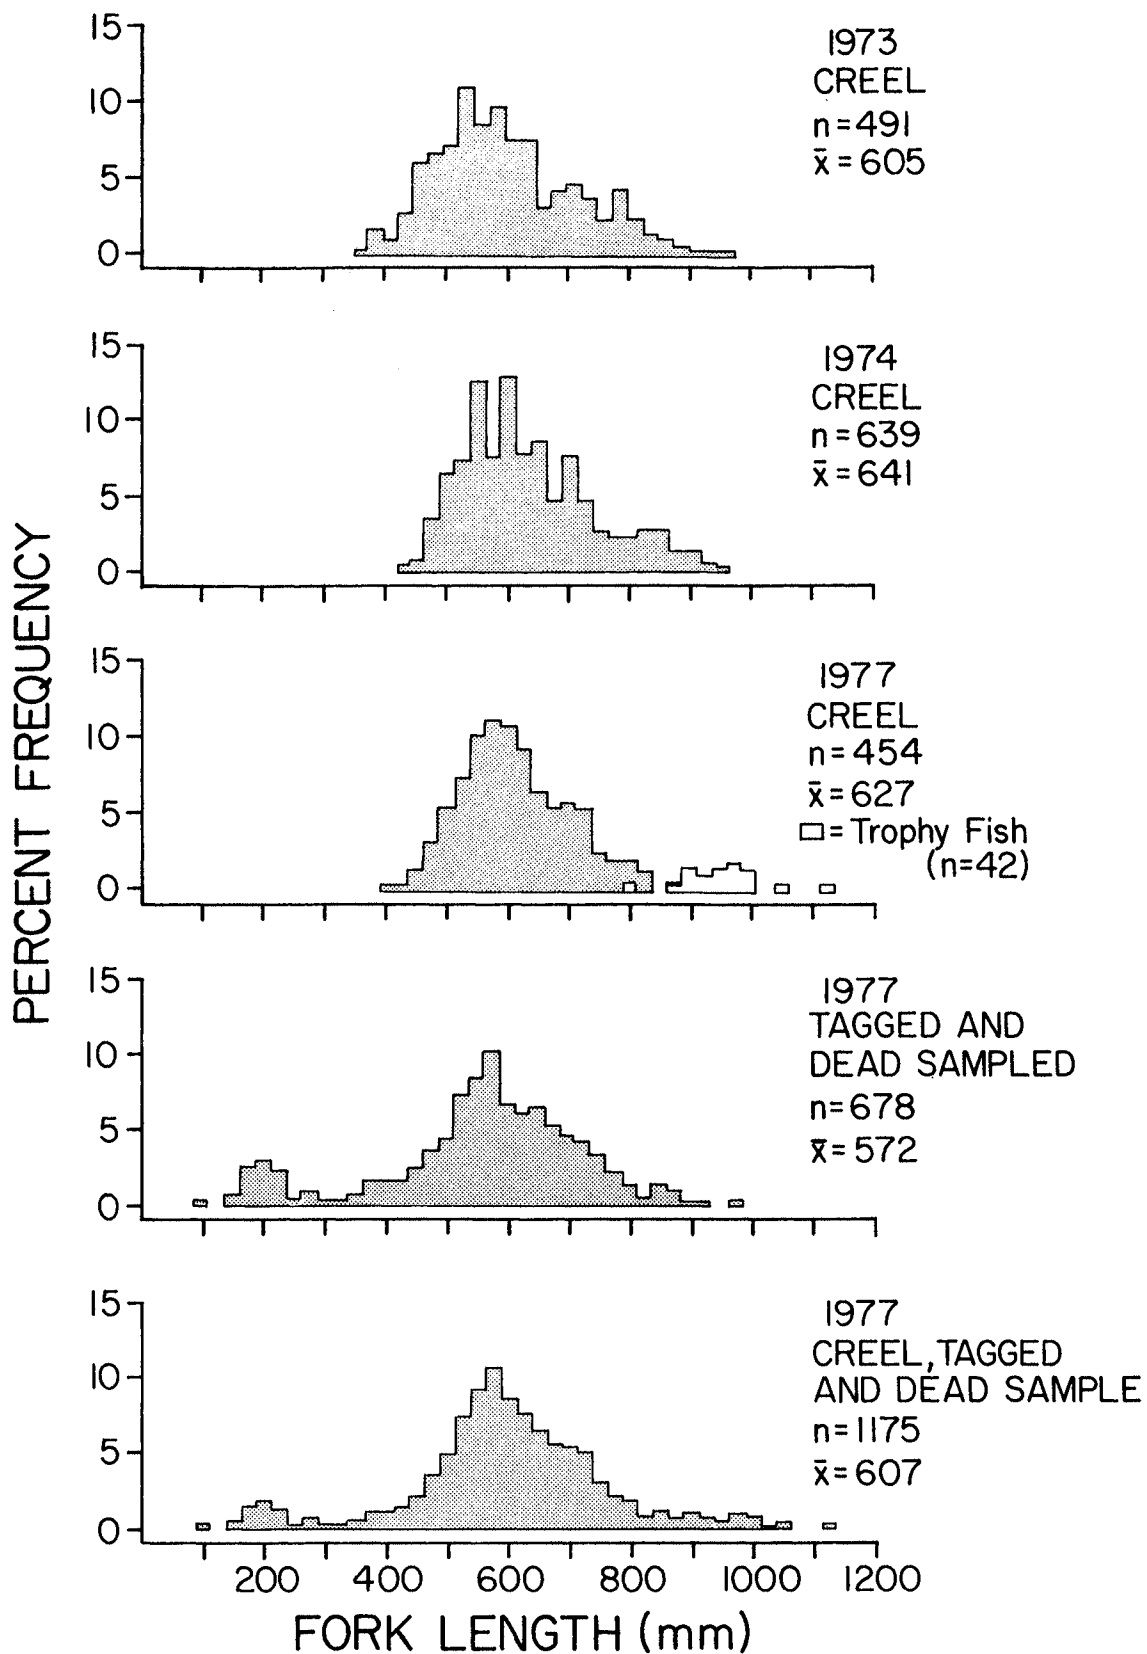 PERCENT FREQUENCY
15
10
5
0
1973
CREEL
n=491
x̄=605
15
10
5
0
1974
CREEL
n=639
x̄=641
15
10
5
0
1977
CREEL
n=454
x̄=627
=Trophy Fish
(n=42)
15
10
5
0
1977
TAGGED AND
DEAD SAMPLED
n=678
x̄=572
15
10
5
0
1977
CREEL, TAGGED
AND DEAD SAMPLE
n=1175
x̄=607
200 400 600 800 1000 1200
FORK LENGTH (mm)